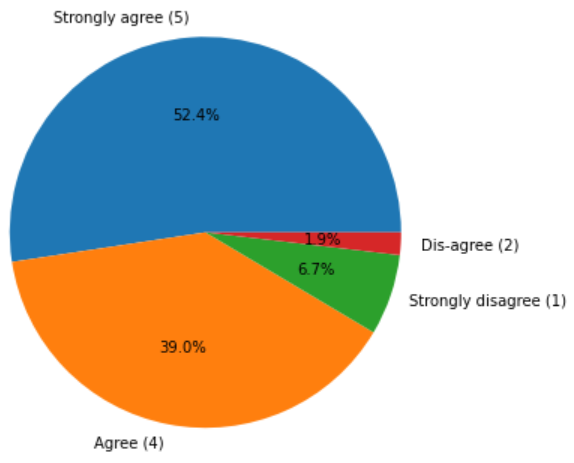 Strongly agree (5)
52.4%
1.9%
Dis-agree (2)
6.7%
Strongly disagree (1)
39.0%
Agree (4)